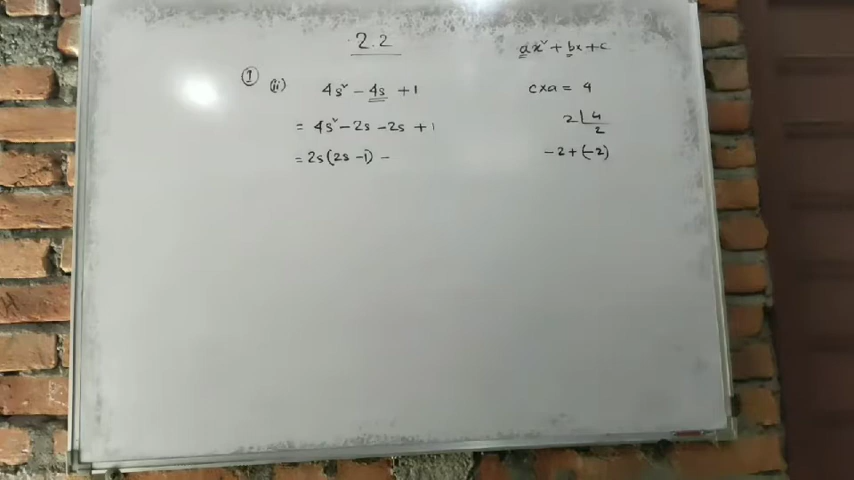 2.2
ax² + bx + c
① (ii) 4s² - 4s + 1
c×a = 4
= 4s² - 2s - 2s + 1
2 4
2
= 2s(2s - 1) -
-2 + (-2)